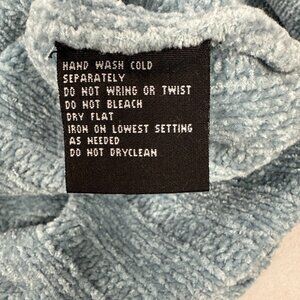 HAND WASH COLD
SEPARATELY
DO NOT WRING OR TWIST
DO NOT BLEACH
DRY FLAT
IRON ON LOWEST SETTING
AS NEEDED
DO NOT DRYCLEAN